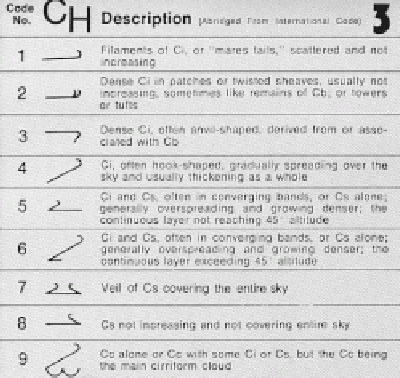 Code No. CH Description (Abridged From International Code) 3
1 Filaments of Ci, or "mares tails," scattered and not
increasing
2 Dense Ci in patches or twisted sheaves, usually not
increasing, sometimes like remains of Cb; or towers
or tufts
3 Dense Ci, often anvil-shaped, derived from or asso-
ciated with Cb
4 Ci, often hook-shaped, gradually spreading over the
sky and usually thickening as a whole
5 Ci and Cs, often in converging bands, or Cs alone;
generally overspreading and growing denser; the
continuous layer not reaching 45° altitude
6 Ci and Cs, often in converging bands, or Cs alone;
generally overspreading and growing denser; the
continuous layer exceeding 45° altitude
7 Veil of Cs covering the entire sky
8 Cs not increasing and not covering entire sky
9 Cc alone or Cc with some Ci or Cs, but the Cc being
the main cirriform cloud